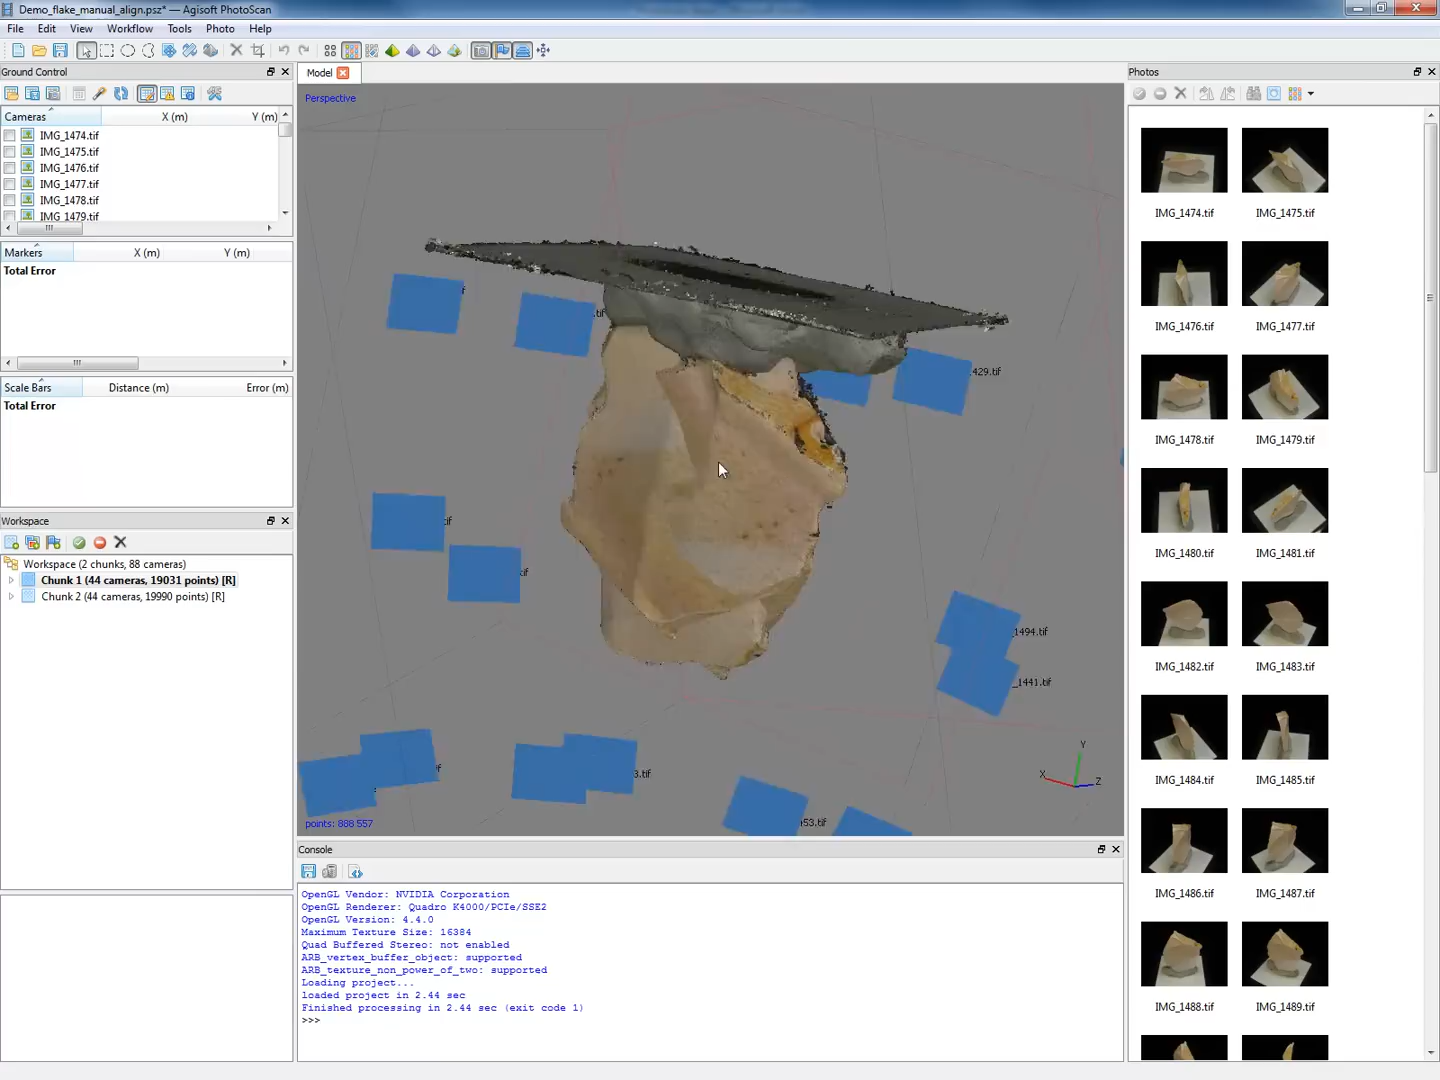 Demo_flake_manual_align.psz* — Agisoft PhotoScan
File Edit View Workflow Tools Photo Help
Ground Control
Model
Photos
Cameras X (m) Y (m)
IMG_1474.tif
IMG_1475.tif
IMG_1476.tif
IMG_1477.tif
IMG_1478.tif
IMG_1479.tif
Markers X (m) Y (m)
Total Error
Scale Bars Distance (m) Error (m)
Total Error
Workspace
Workspace (2 chunks, 88 cameras)
Chunk 1 (44 cameras, 19031 points) [R]
Chunk 2 (44 cameras, 19990 points) [R]
Perspective
.tif
429.tif
_1494.tif
_1441.tif
3.tif
53.tif
X Y Z
points: 888 557
Console
OpenGL Vendor: NVIDIA Corporation
OpenGL Renderer: Quadro K4000/PCIe/SSE2
OpenGL Version: 4.4.0
Maximum Texture Size: 16384
Quad Buffered Stereo: not enabled
ARB_vertex_buffer_object: supported
ARB_texture_non_power_of_two: supported
Loading project...
loaded project in 2.44 sec
Finished processing in 2.44 sec (exit code 1)
>>>
IMG_1474.tif IMG_1475.tif
IMG_1476.tif IMG_1477.tif
IMG_1478.tif IMG_1479.tif
IMG_1480.tif IMG_1481.tif
IMG_1482.tif IMG_1483.tif
IMG_1484.tif IMG_1485.tif
IMG_1486.tif IMG_1487.tif
IMG_1488.tif IMG_1489.tif